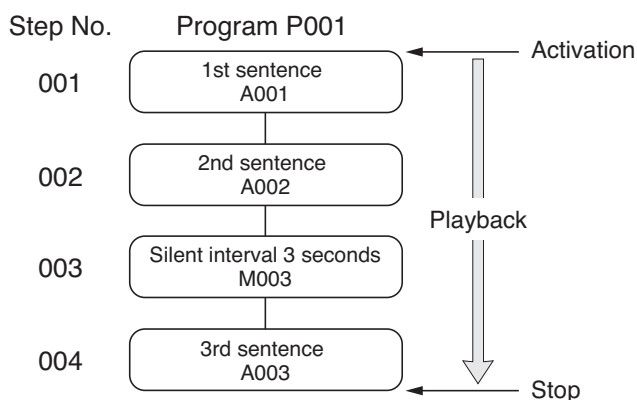 Step No. Program P001
Activation
001
1st sentence
A001
002
2nd sentence
A002
Playback
003
Silent interval 3 seconds
M003
004
3rd sentence
A003
Stop